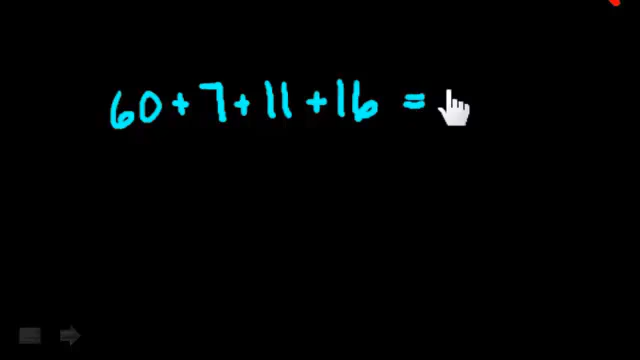 60 + 7 + 11 + 16 =